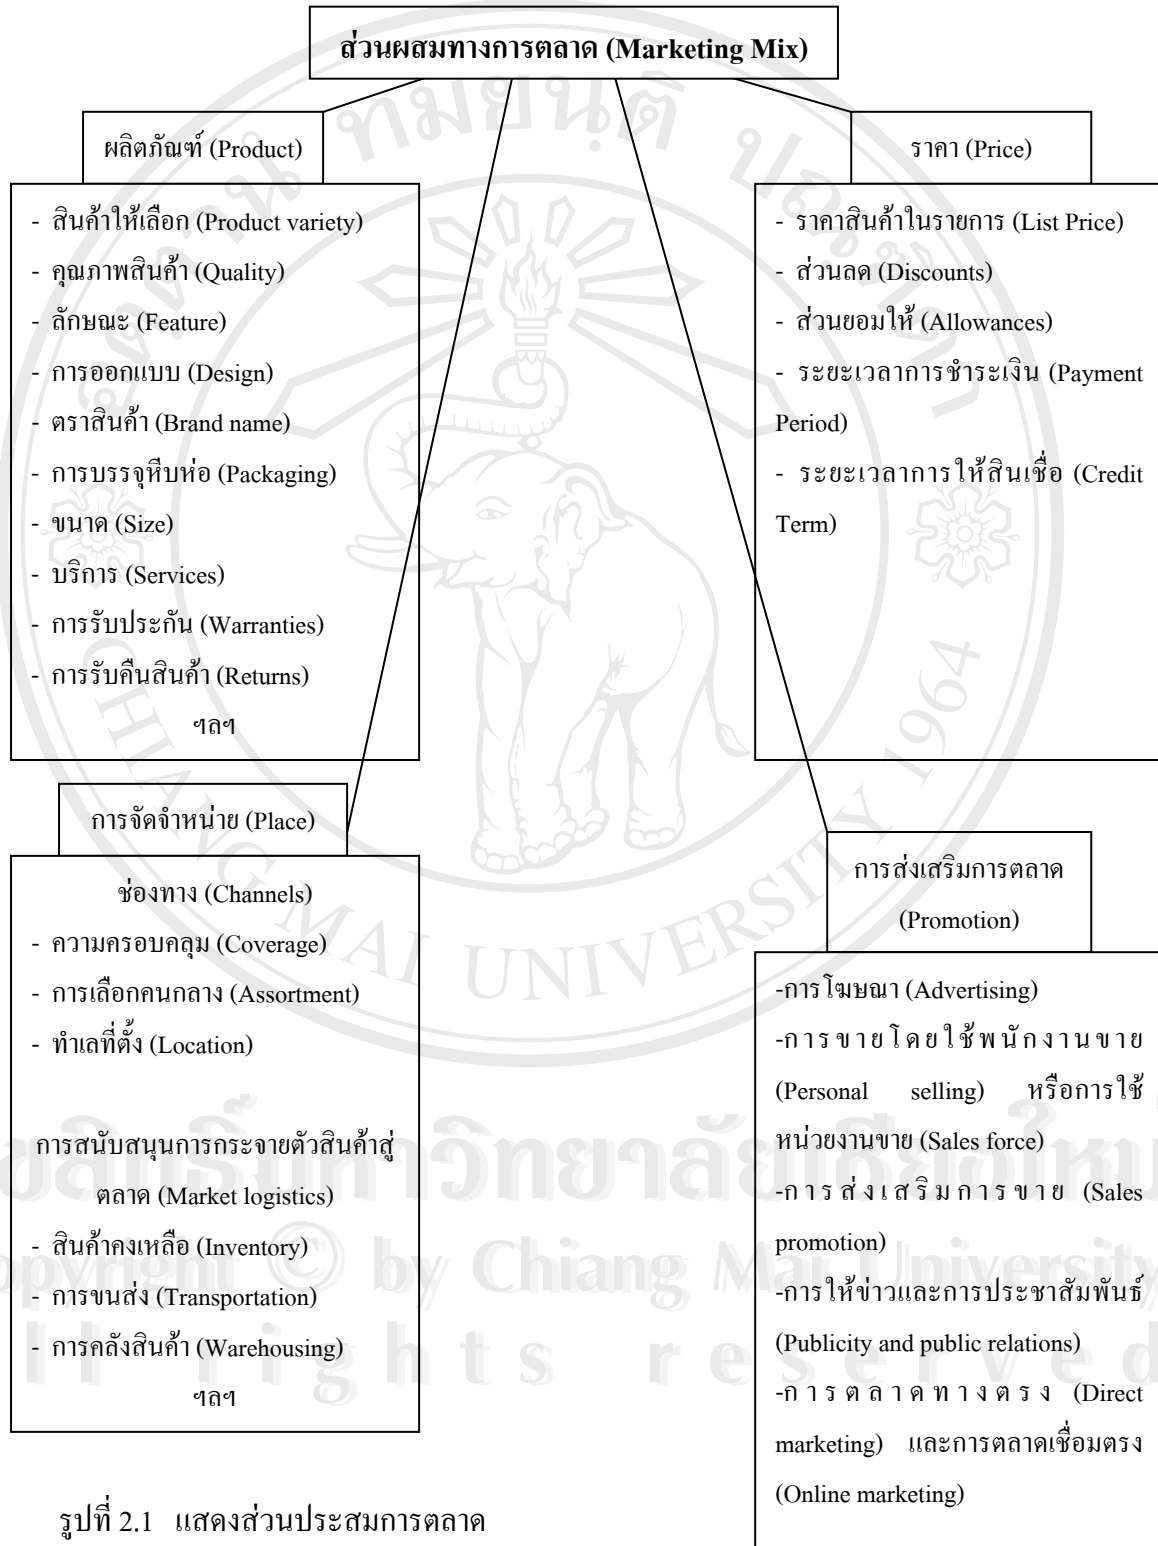 ส่วนผสมทางการตลาด (Marketing Mix)
ผลิตภัณฑ์ (Product)
- สินค้าให้เลือก (Product variety)
- คุณภาพสินค้า (Quality)
- ลักษณะ (Feature)
- การออกแบบ (Design)
- ตราสินค้า (Brand name)
- การบรรจุหีบห่อ (Packaging)
- ขนาด (Size)
- บริการ (Services)
- การรับประกัน (Warranties)
- การรับคืนสินค้า (Returns)
ฯลฯ
ราคา (Price)
- ราคาสินค้าในรายการ (List Price)
- ส่วนลด (Discounts)
- ส่วนยอมให้ (Allowances)
- ระยะเวลาการชำระเงิน (Payment
Period)
- ระยะเวลาการให้สินเชื่อ (Credit
Term)
การจัดจำหน่าย (Place)
ช่องทาง (Channels)
- ความครอบคลุม (Coverage)
- การเลือกคนกลาง (Assortment)
- ทำเลที่ตั้ง (Location)
การสนับสนุนการกระจายตัวสินค้าสู่
ตลาด (Market logistics)
- สินค้าคงเหลือ (Inventory)
- การขนส่ง (Transportation)
- การคลังสินค้า (Warehousing)
ฯลฯ
การส่งเสริมการตลาด
(Promotion)
-การโฆษณา (Advertising)
-การขายโดยใช้พนักงานขาย
(Personal selling) หรือการใช้
หน่วยงานขาย (Sales force)
-การส่งเสริมการขาย (Sales
promotion)
-การให้ข่าวและการประชาสัมพันธ์
(Publicity and public relations)
-การตลาดทางตรง (Direct
marketing) และการตลาดเชื่อมตรง
(Online marketing)
รูปที่ 2.1 แสดงส่วนประสมการตลาด
CHIANG MAI UNIVERSITY 1964
opyright © by Chiang Mai University
ll rights reserved